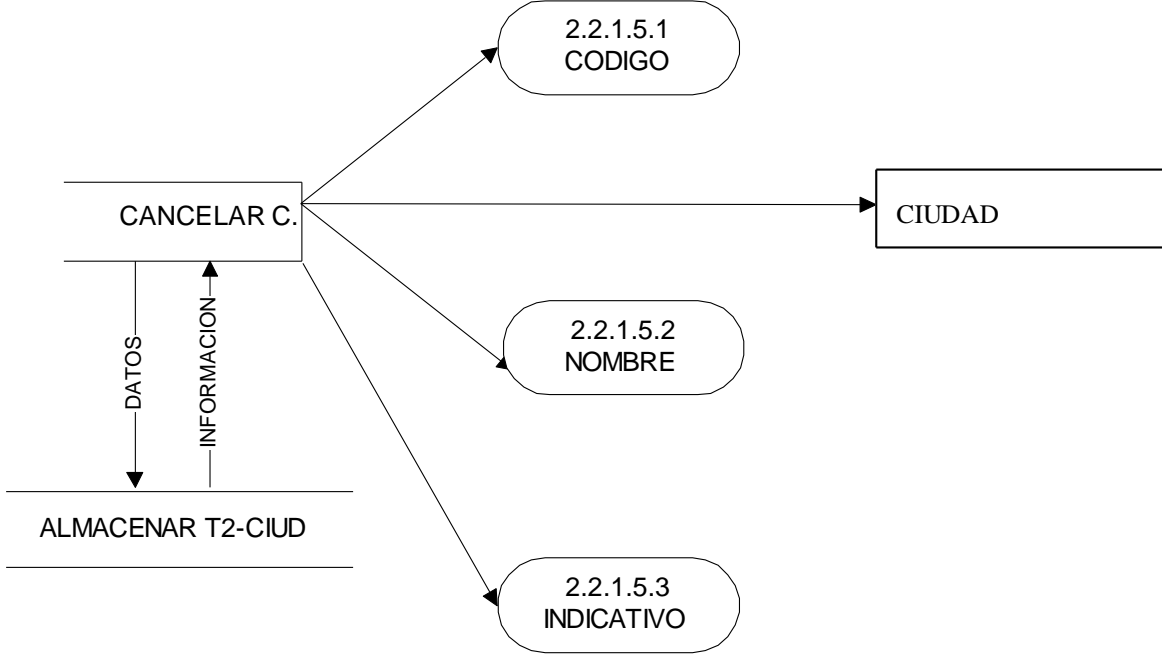 2.2.1.5.1
CODIGO
CANCELAR C.
CIUDAD
2.2.1.5.2
NOMBRE
DATOS
INFORMACION
ALMACENAR T2-CIUD
2.2.1.5.3
INDICATIVO